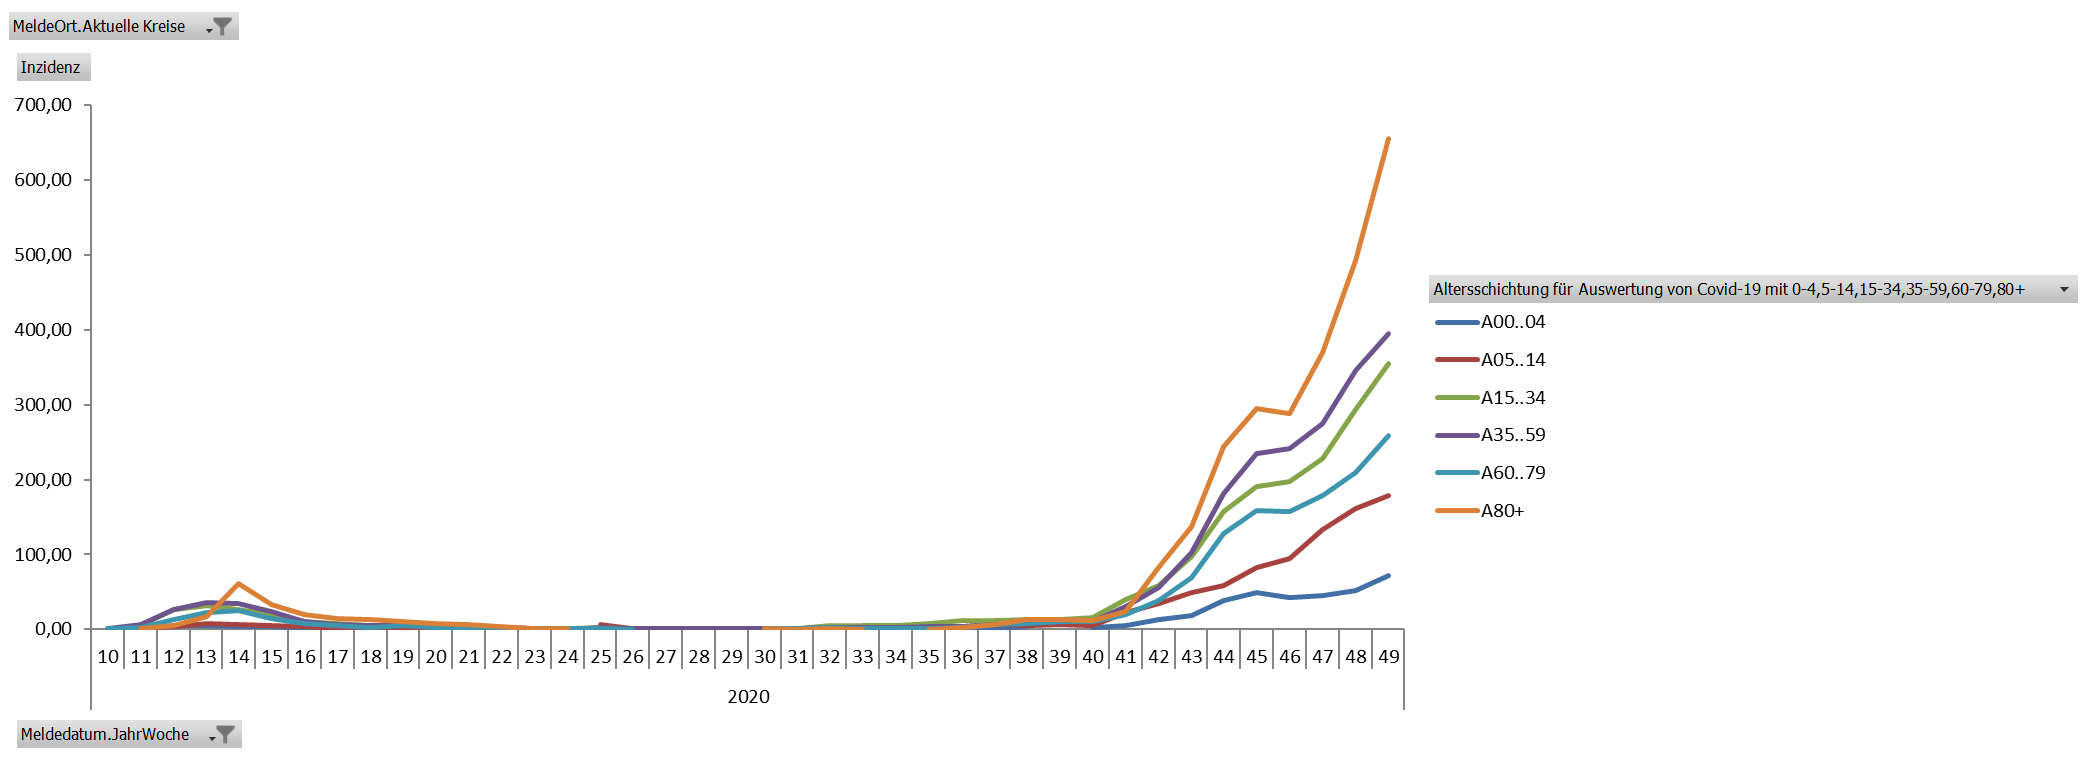 MeldeOrt.Aktuelle Kreise
Inzidenz
700,00
600,00
500,00
400,00
300,00
200,00
100,00
0,00
10 11 12 13 14 15 16 17 18 19 20 21 22 23 24 25 26 27 28 29 30 31 32 33 34 35 36 37 38 39 40 41 42 43 44 45 46 47 48 49
2020
Meldedatum.JahrWoche
Altersschichtung für Auswertung von Covid-19 mit 0-4,5-14,15-34,35-59,60-79,80+
A00..04
A05..14
A15..34
A35..59
A60..79
A80+